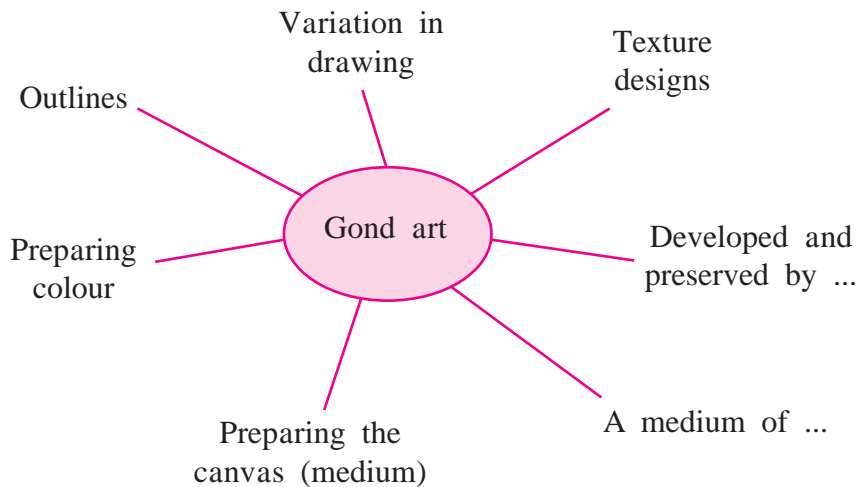 Variation in
drawing
Texture
designs
Outlines
Gond art
Developed and
preserved by ...
Preparing
colour
A medium of ...
Preparing the
canvas (medium)